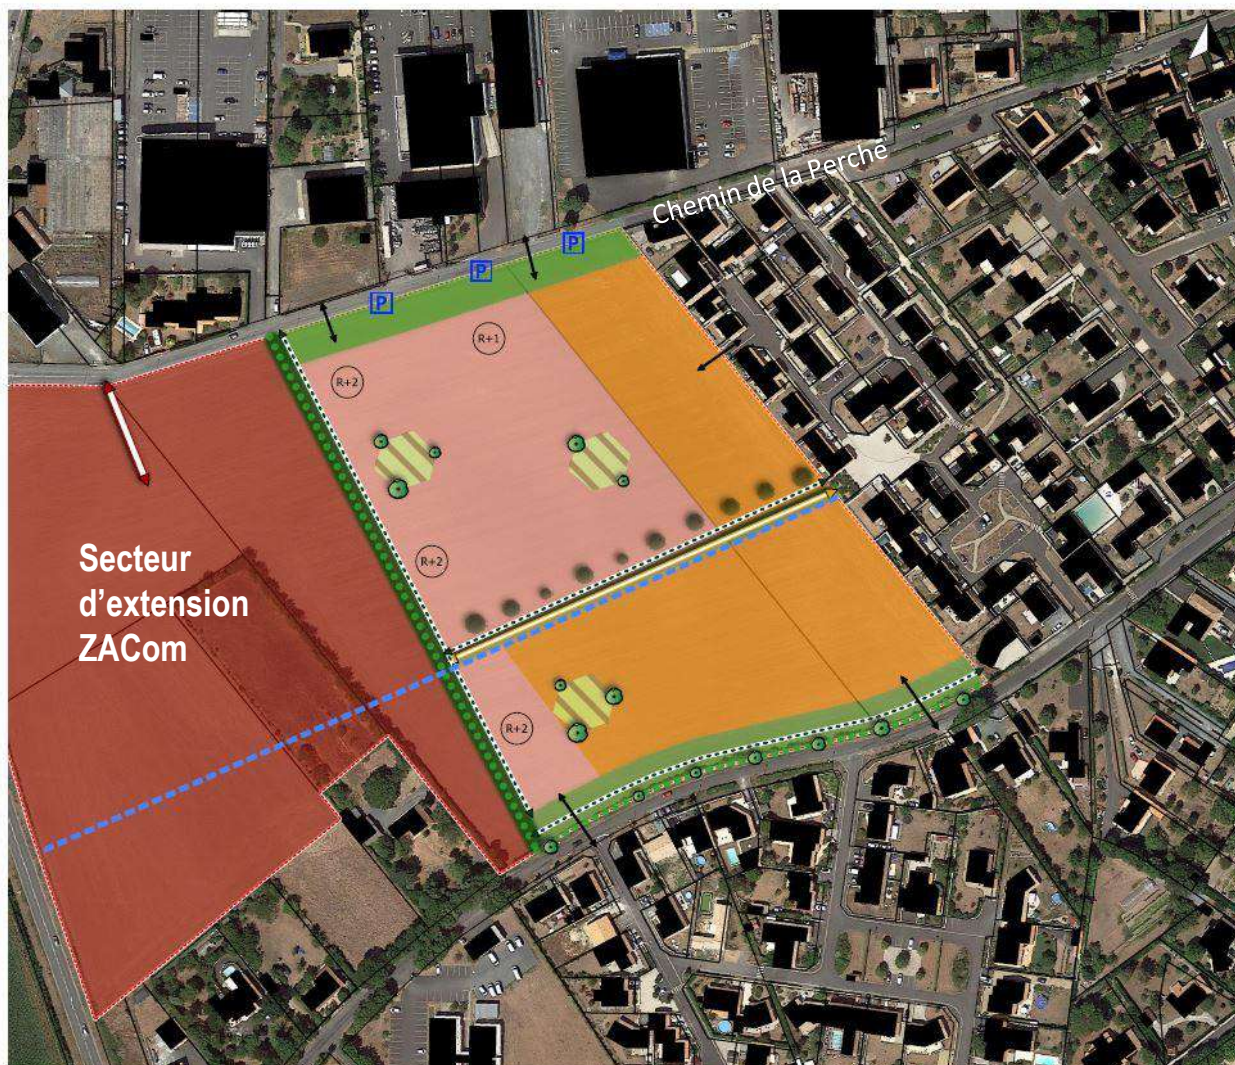 Chemin de la Perche
P
P
P
R+1
R+2
Secteur
d'extension
ZACom
R+2
R+2